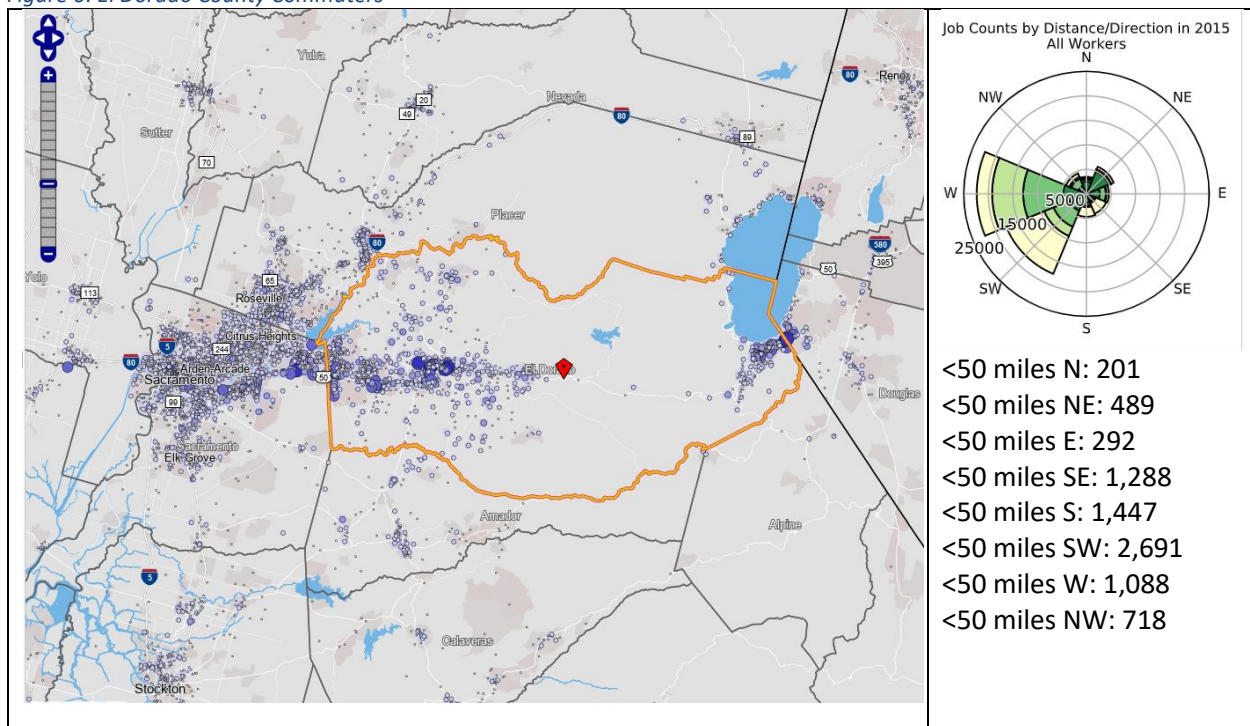 Figure 6. El Dorado County Commuters
Yuba
Nevada
Sutter
Placer
Yolo
Roseville
Citrus Heights
Arden-Arcade
Sacramento
Sacramento
Elk Grove
El Dorado
Amador
Alpine
Douglas
Calaveras
Stockton
Reno
80
20
49
80
89
70
80
65
113
5
244
80
99
50
50
580
395
5
Job Counts by Distance/Direction in 2015
All Workers
N
NW
NE
W
E
5000
15000
25000
SW
SE
S
<50 miles N: 201
<50 miles NE: 489
<50 miles E: 292
<50 miles SE: 1,288
<50 miles S: 1,447
<50 miles SW: 2,691
<50 miles W: 1,088
<50 miles NW: 718